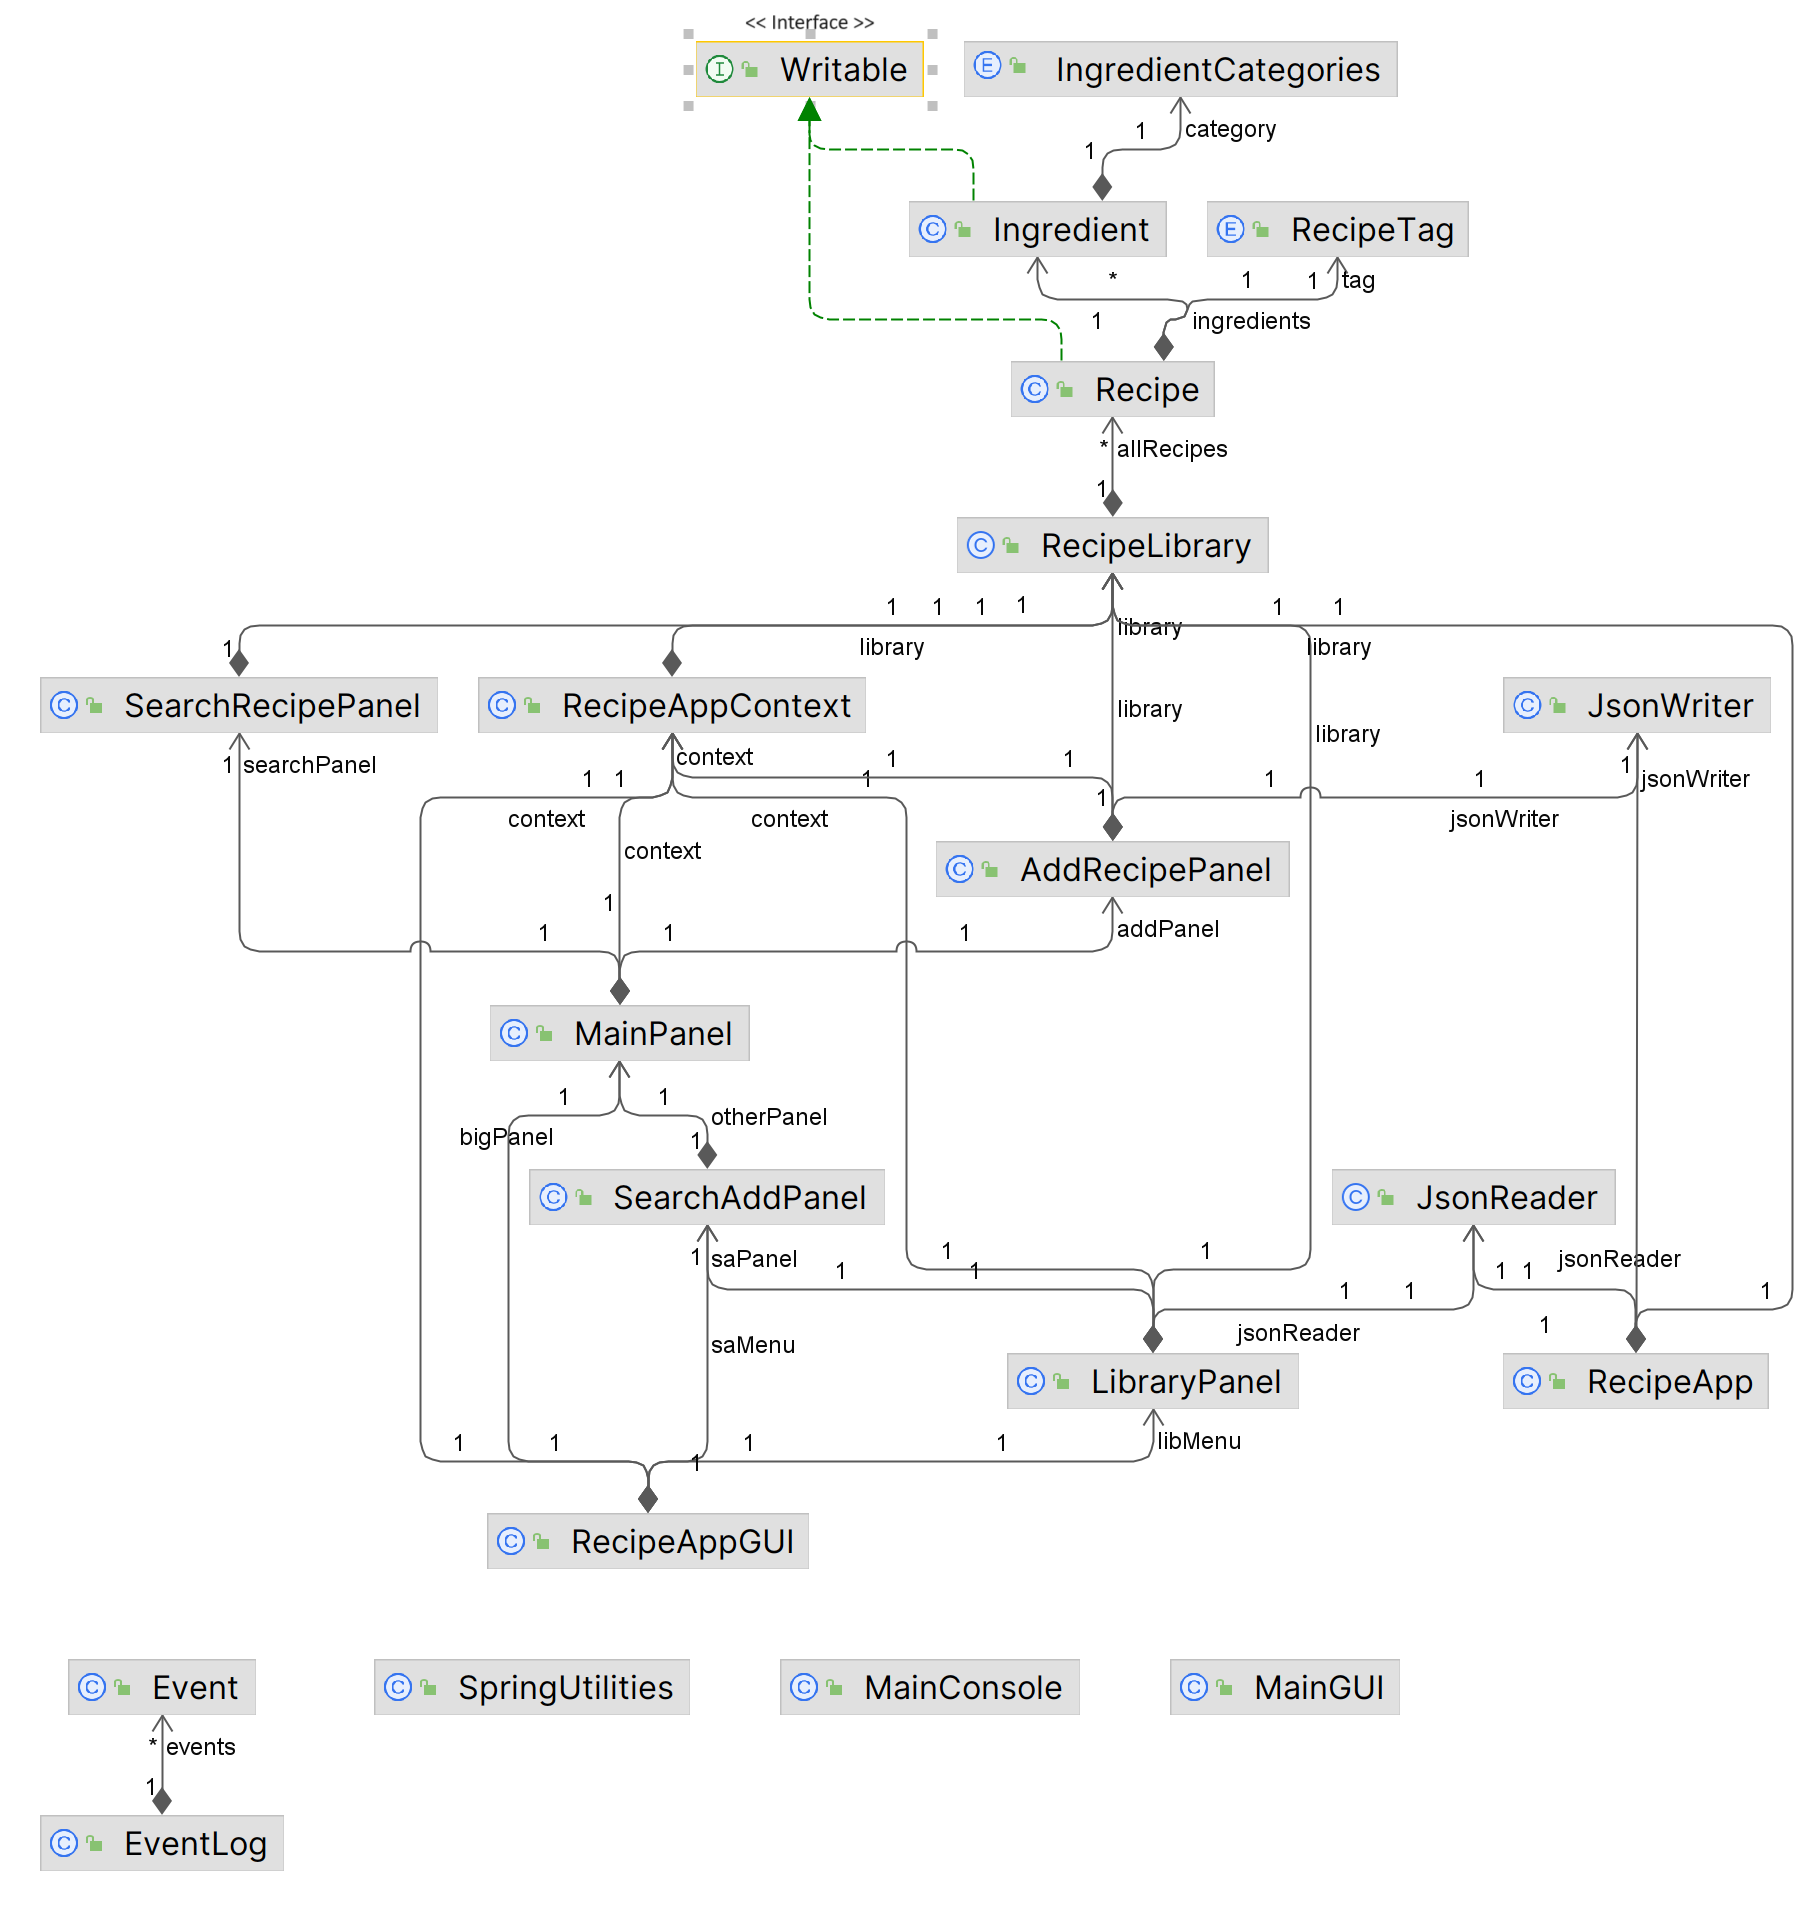 << Interface >>
I Writable
E IngredientCategories
1 category
1
C Ingredient
E RecipeTag
* 1 1 tag
1 ingredients
C Recipe
* allRecipes
1
C RecipeLibrary
1 1 1 1 1 1
library
1 library library
C SearchRecipePanel
C RecipeAppContext
C JsonWriter
library
library
context 1 1
1 searchPanel 1
1 1 1 1 1 jsonWriter
1
context context jsonWriter
context
C AddRecipePanel
1
1 1 1 addPanel
C MainPanel
1 1
otherPanel
bigPanel 1
C SearchAddPanel
C JsonReader
1 1
1 saPanel jsonReader
1 1 1 1
1 1 1
1
jsonReader
saMenu
C LibraryPanel
C RecipeApp
1 1 1 1 libMenu
1
C RecipeAppGUI
C Event
C SpringUtilities
C MainConsole
C MainGUI
* events
1
C EventLog